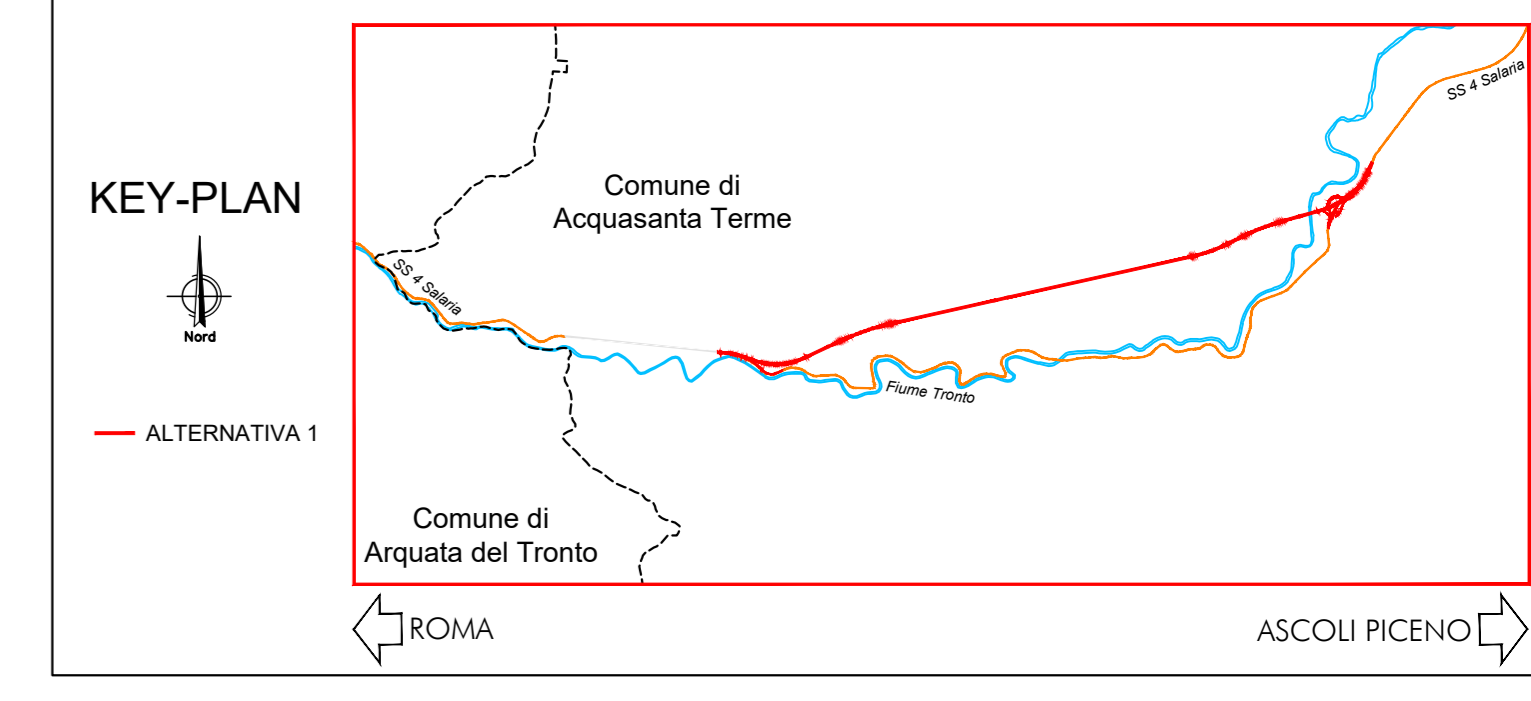 KEY-PLAN
Nord
ALTERNATIVA 1
Comune di
Acquasanta Terme
SS 4 Salaria
SS 4 Salaria
Fiume Tronto
Comune di
Arquata del Tronto
ROMA
ASCOLI PICENO